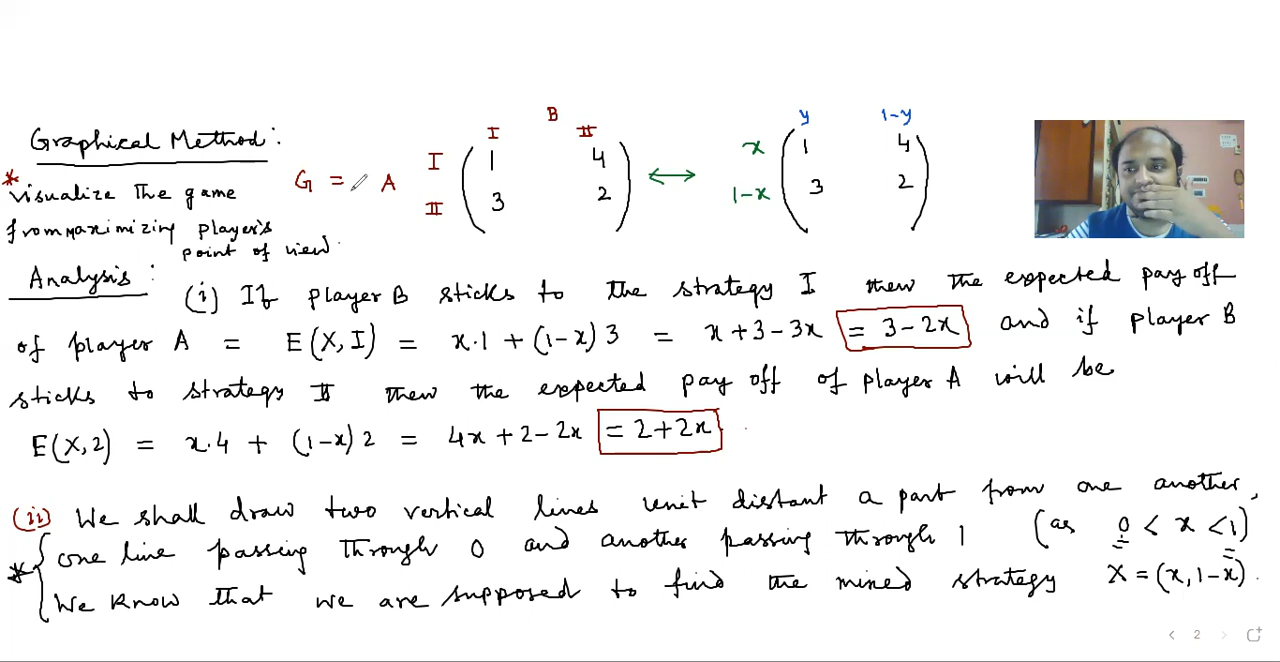 Graphical Method:
* visualize the game
from maximizing player's
point of view.
B
I II
G = A I ( 1 4 ) ↔ x ( 1 4 )
II ( 3 2 ) 1-x ( 3 2 )
y 1-y
Analysis: (i) If player B sticks to the strategy I then the expected pay off
of player A = E(X, I) = x.1 + (1-x) 3 = x + 3 - 3x = 3 - 2x and if player B
sticks to strategy II then the expected pay off of player A will be
E(X, 2) = x.4 + (1-x) 2 = 4x + 2 - 2x = 2 + 2x .
(ii) We shall draw two vertical lines unit distant a part from one another,
* { one line passing through 0 and another passing through 1 (as 0 < x < 1)
We know that we are supposed to find the mixed strategy X = (x, 1-x).
< 2 >